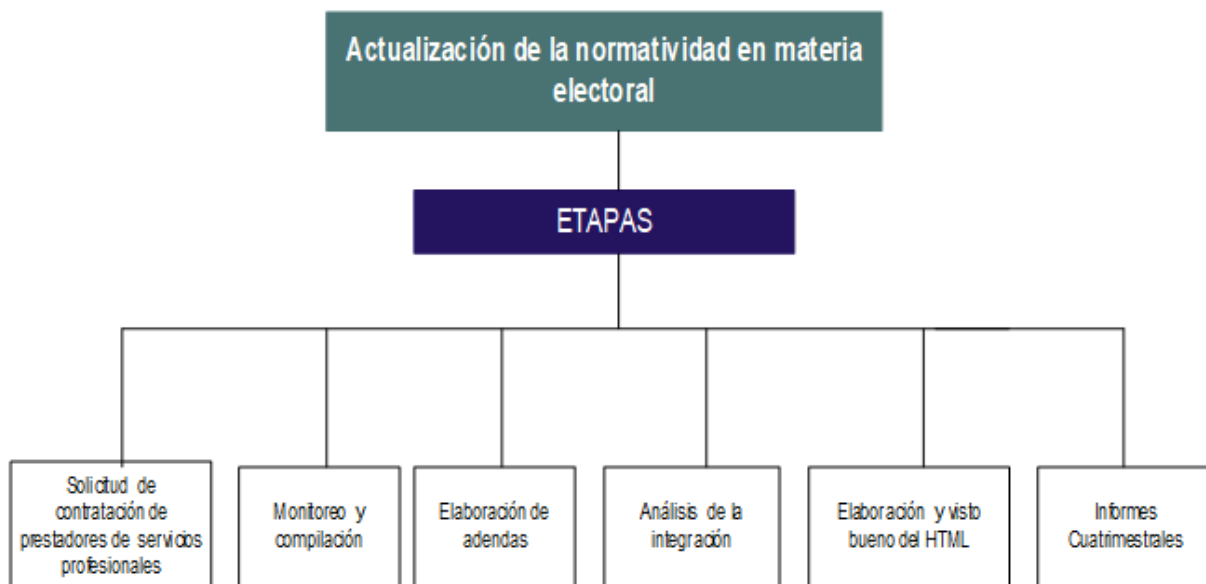 Actualización de la normatividad en materia
electoral
ETAPAS
Solicitud de
contratación de
prestadores de servicios
profesionales
Monitoreo y
compilación
Elaboración de
adendas
Análisis de la
integración
Elaboración y visto
bueno del HTML
Informes
Cuatrimestrales